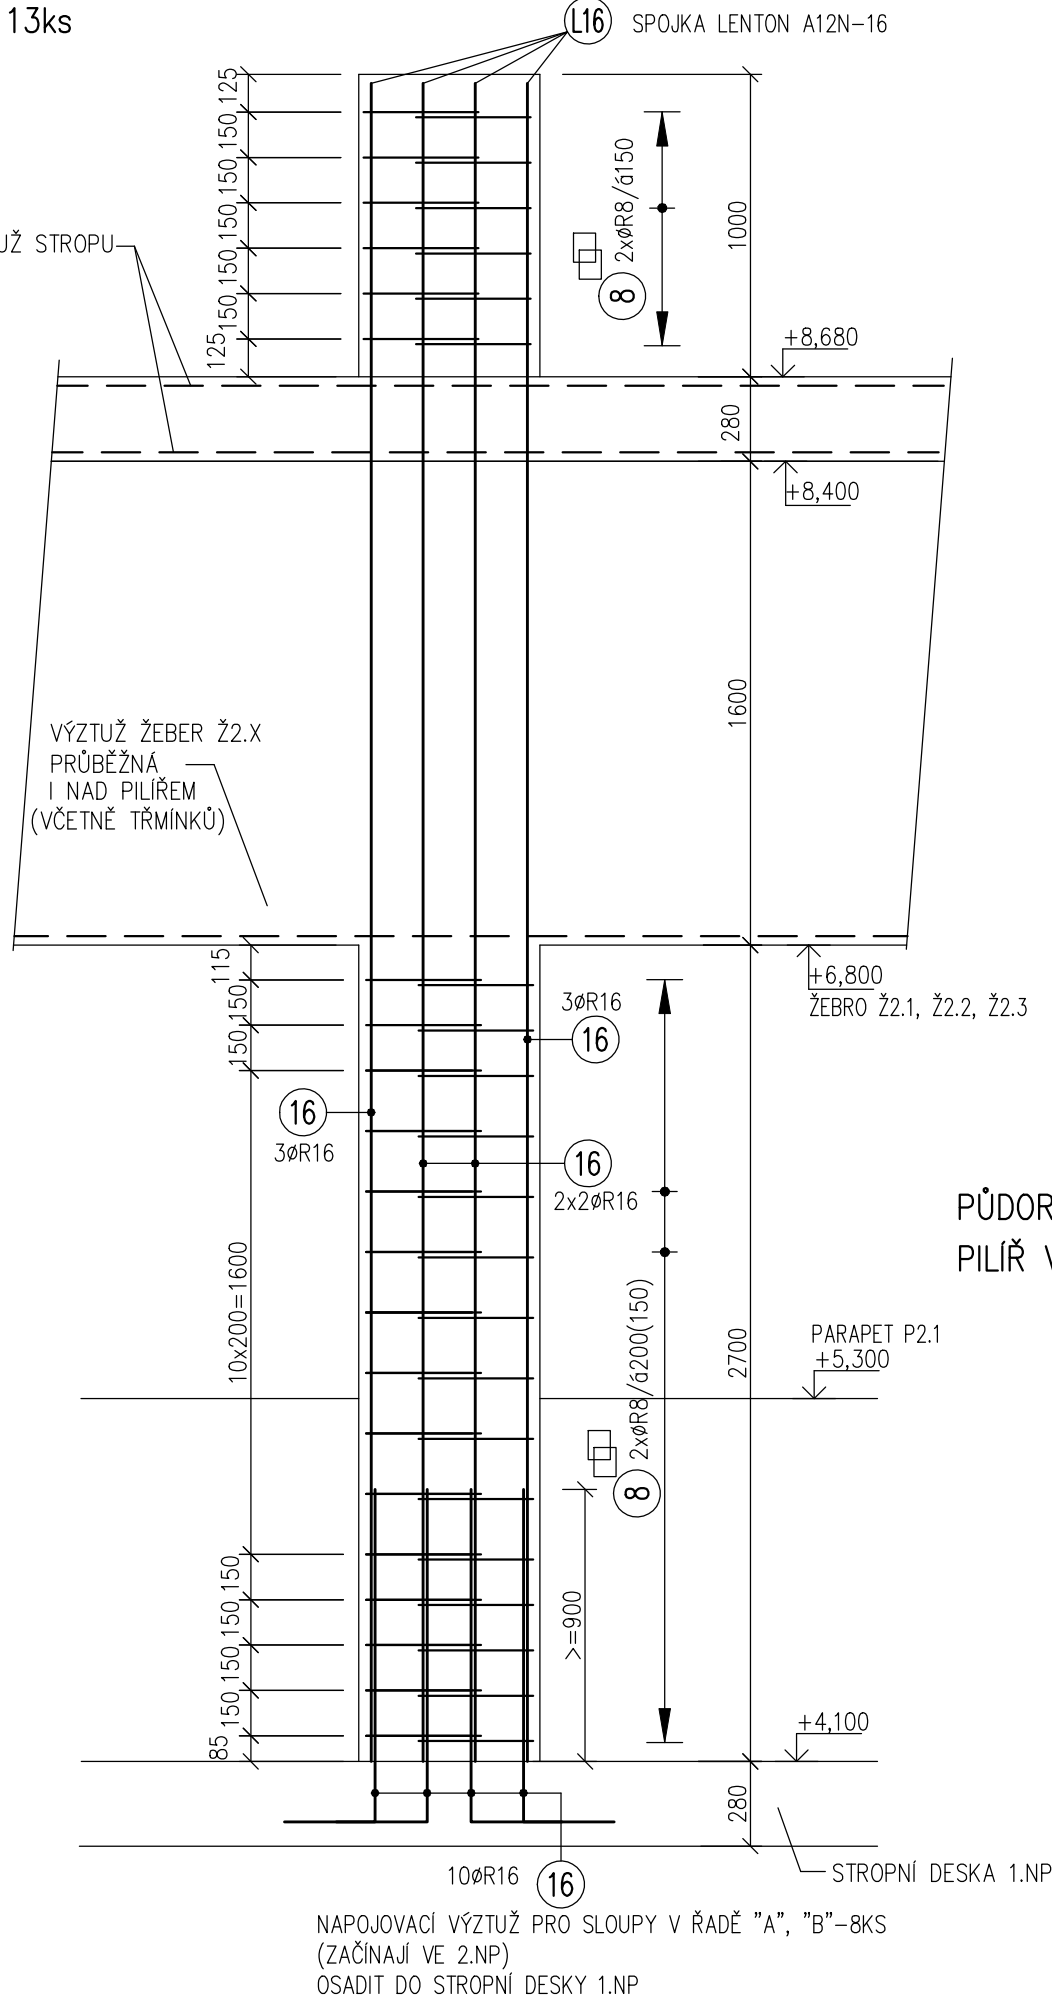 13ks
L16 SPOJKA LENTON A12N-16
125
150
150
150
150
150
125
2xøR8/á150
8
1000
UŽ STROPU
+8,680
280
+8,400
1600
VÝZTUŽ ŽEBER Ž2.X
PRŮBĚŽNÁ
I NAD PILÍŘEM
(VČETNĚ TŘMÍNKŮ)
115
150
150
+6,800
ŽEBRO Ž2.1, Ž2.2, Ž2.3
3øR16
16
16
3øR16
16
2x2øR16
PŮDOR
PILÍŘ V
10x200=1600
2xøR8/á200(150)
8
2700
PARAPET P2.1
+5,300
>=900
150
150
150
150
85
+4,100
280
10øR16
16
STROPNÍ DESKA 1.NP
NAPOJOVACÍ VÝZTUŽ PRO SLOUPY V ŘADĚ "A", "B"-8KS
(ZAČÍNAJÍ VE 2.NP)
OSADIT DO STROPNÍ DESKY 1.NP